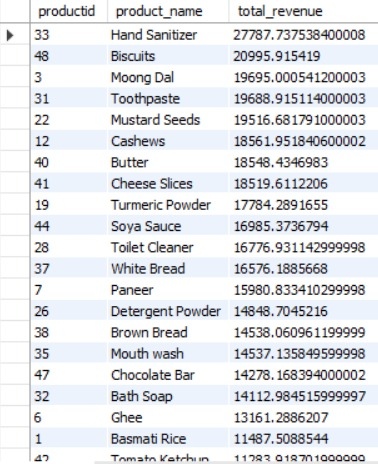 productid product_name total_revenue
33 Hand Sanitizer 27787.737538400008
48 Biscuits 20995.915419
3 Moong Dal 19695.000541200003
31 Toothpaste 19688.915114000003
22 Mustard Seeds 19516.681791000003
12 Cashews 18561.951840600002
40 Butter 18548.4346983
41 Cheese Slices 18519.6112206
19 Turmeric Powder 17784.2891655
44 Soya Sauce 16985.3736794
28 Toilet Cleaner 16776.931142999998
37 White Bread 16576.1885668
7 Paneer 15980.833410299998
26 Detergent Powder 14848.7045216
38 Brown Bread 14538.060961199999
35 Mouth wash 14537.135849599998
47 Chocolate Bar 14278.168394000002
32 Bath Soap 14112.984515999997
6 Ghee 13161.2886207
1 Basmati Rice 11487.5088544
42 Tomato Ketchup 11283.918701999999